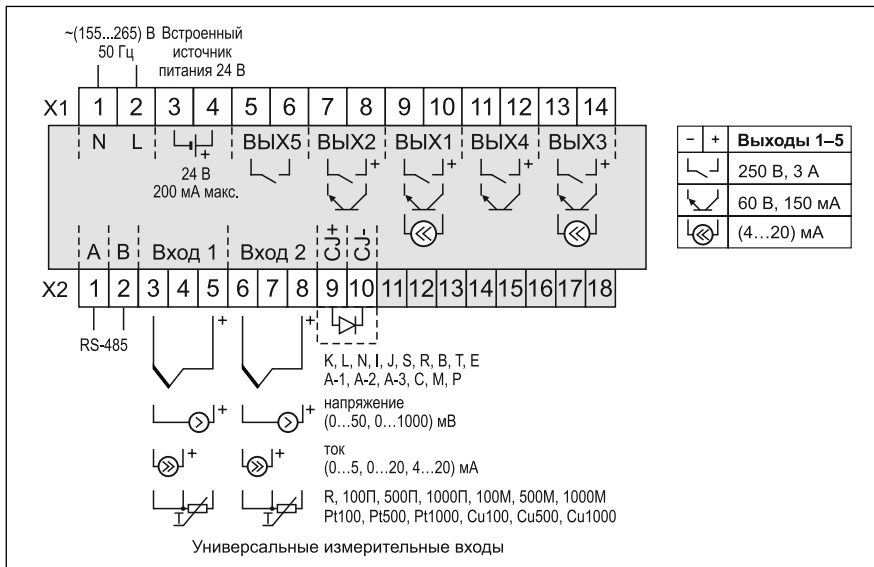 ~(155...265) В
50 Гц
Встроенный
источник
питания 24 В
X1 1 2 3 4 5 6 7 8 9 10 11 12 13 14
N L + ВЫХ5 ВЫХ2 ВЫХ1 ВЫХ4 ВЫХ3
24 В
200 мА макс.
+ + + +
− + Выходы 1–5
250 В, 3 А
60 В, 150 мА
(4...20) мА
A B Вход 1 Вход 2 CJ+ CJ-
X2 1 2 3 4 5 6 7 8 9 10 11 12 13 14 15 16 17 18
RS-485
+ +
K, L, N, I, J, S, R, B, T, E
A-1, A-2, A-3, C, M, P
+ + напряжение
(0...50, 0...1000) мВ
+ + ток
(0...5, 0...20, 4...20) мА
T T R, 100П, 500П, 1000П, 100М, 500М, 1000М
Pt100, Pt500, Pt1000, Cu100, Cu500, Cu1000
Универсальные измерительные входы